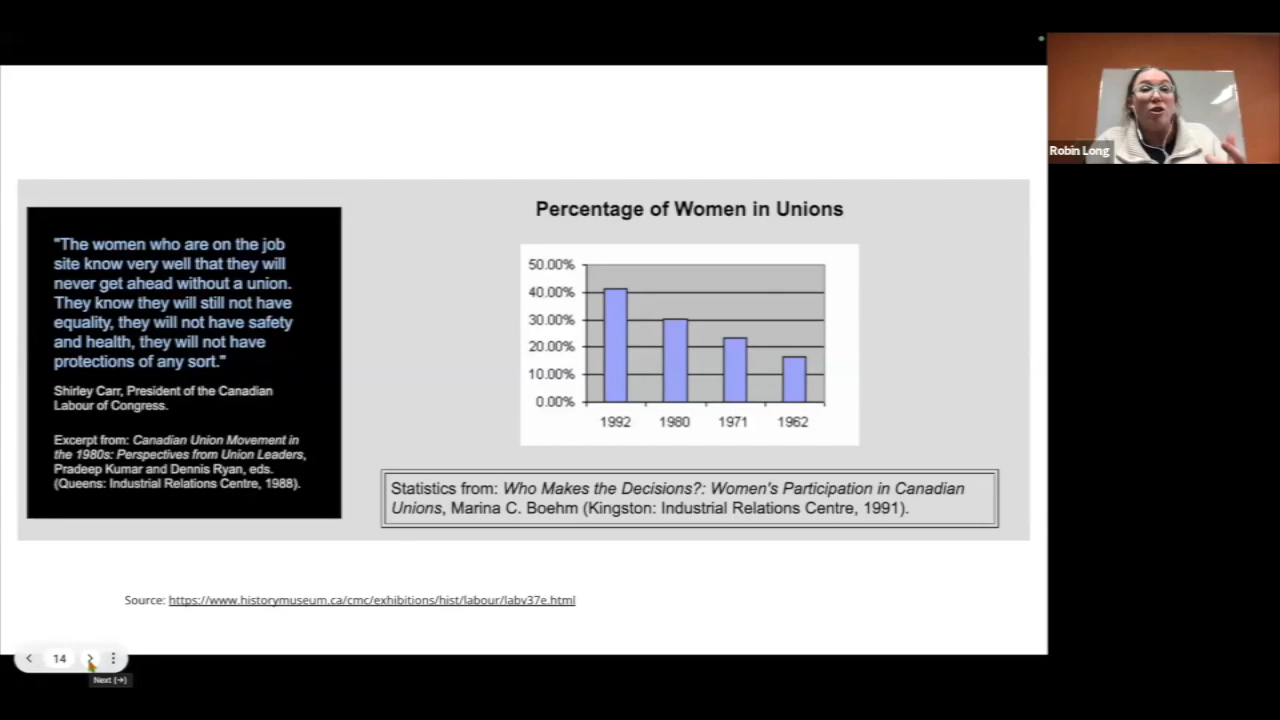 Robin Long
"The women who are on the job
site know very well that they will
never get ahead without a union.
They know they will still not have
equality, they will not have safety
and health, they will not have
protections of any sort."
Shirley Carr, President of the Canadian
Labour of Congress.
Excerpt from: Canadian Union Movement in
the 1980s: Perspectives from Union Leaders,
Pradeep Kumar and Dennis Ryan, eds.
(Queens: Industrial Relations Centre, 1988).
Percentage of Women in Unions
50.00%
40.00%
30.00%
20.00%
10.00%
0.00%
1992 1980 1971 1962
Statistics from: Who Makes the Decisions?: Women's Participation in Canadian
Unions, Marina C. Boehm (Kingston: Industrial Relations Centre, 1991).
Source: https://www.historymuseum.ca/cmc/exhibitions/hist/labour/labv37e.html
14
Next (→)